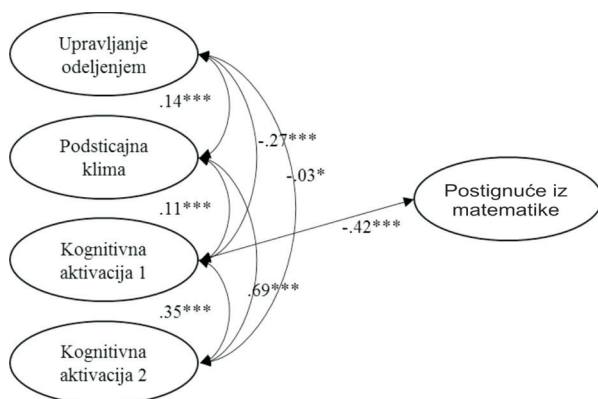 Upravljanje
odeljenjem
.14***
Podsticajna
klima
-.27***
-.03*
Postignuće iz
matematike
.11***
-.42***
Kognitivna
aktivacija 1
.69***
.35***
Kognitivna
aktivacija 2